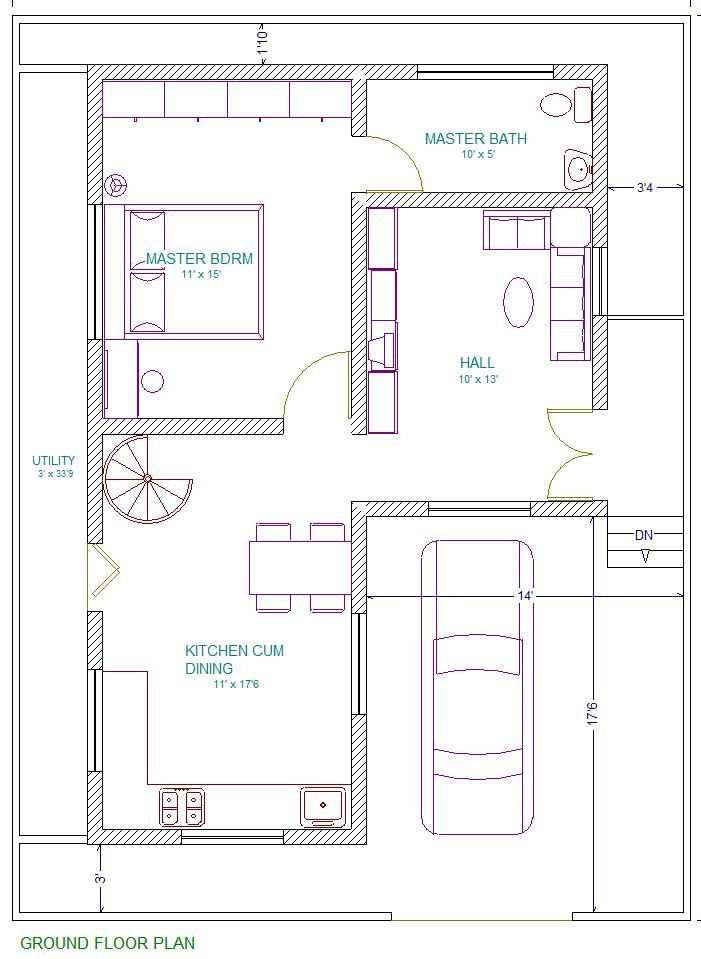 1'10
MASTER BATH
10' x 5'
3'4
MASTER BDRM
11' x 15'
HALL
10' x 13'
UTILITY
3' x 33'9
DN
14'
KITCHEN CUM
DINING
11' x 17'6
17'6
3'
GROUND FLOOR PLAN